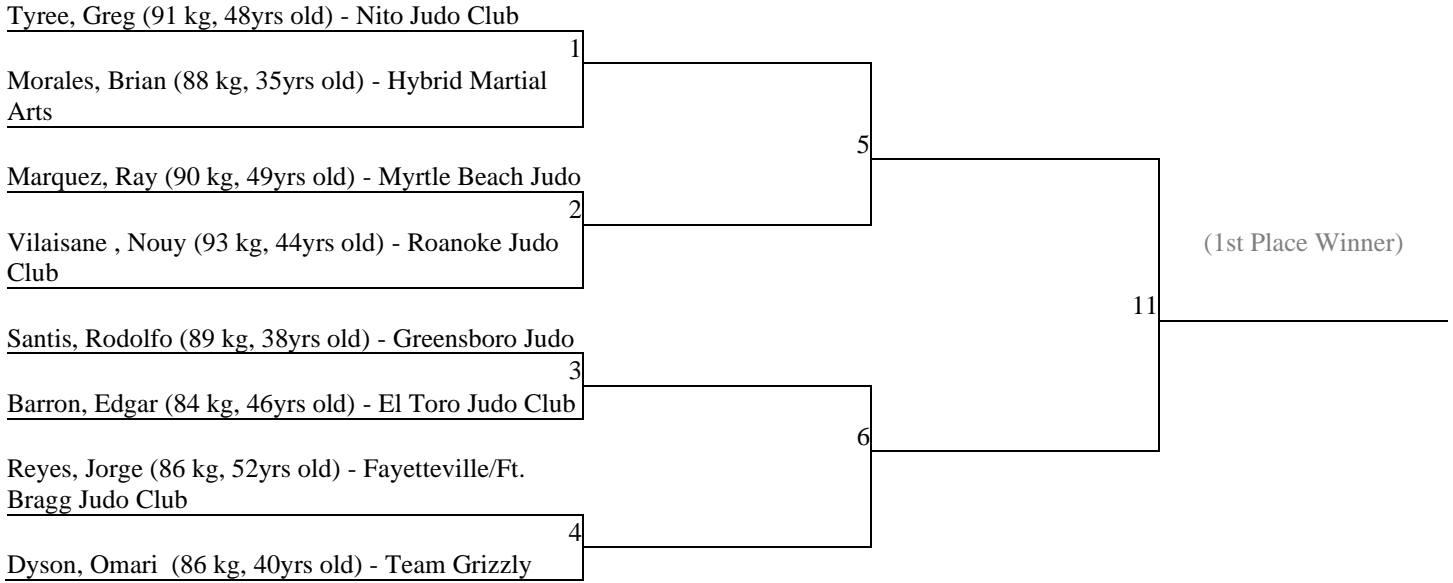 Tyree, Greg (91 kg, 48yrs old) - Nito Judo Club
1
Morales, Brian (88 kg, 35yrs old) - Hybrid Martial
Arts
5
Marquez, Ray (90 kg, 49yrs old) - Myrtle Beach Judo
2
Vilaisane , Nouy (93 kg, 44yrs old) - Roanoke Judo
Club
(1st Place Winner)
11
Santis, Rodolfo (89 kg, 38yrs old) - Greensboro Judo
3
Barron, Edgar (84 kg, 46yrs old) - El Toro Judo Club
6
Reyes, Jorge (86 kg, 52yrs old) - Fayetteville/Ft.
Bragg Judo Club
4
Dyson, Omari  (86 kg, 40yrs old) - Team Grizzly